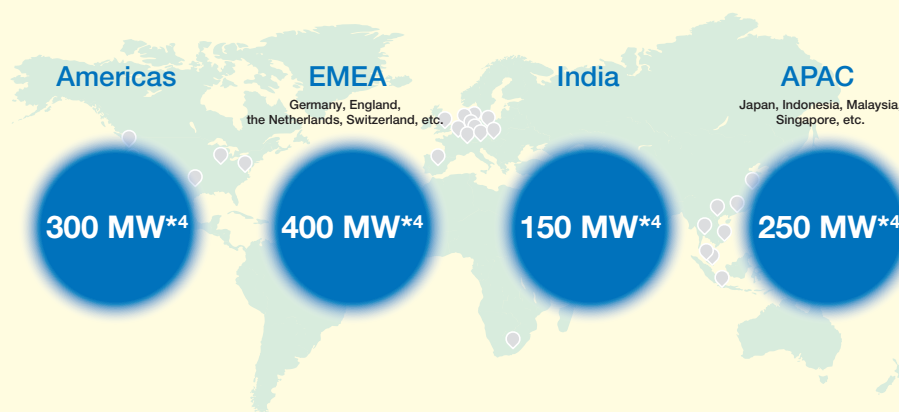 Americas
EMEA
Germany, England,
the Netherlands, Switzerland, etc.
India
APAC
Japan, Indonesia, Malaysia,
Singapore, etc.
300 MW*4
400 MW*4
150 MW*4
250 MW*4